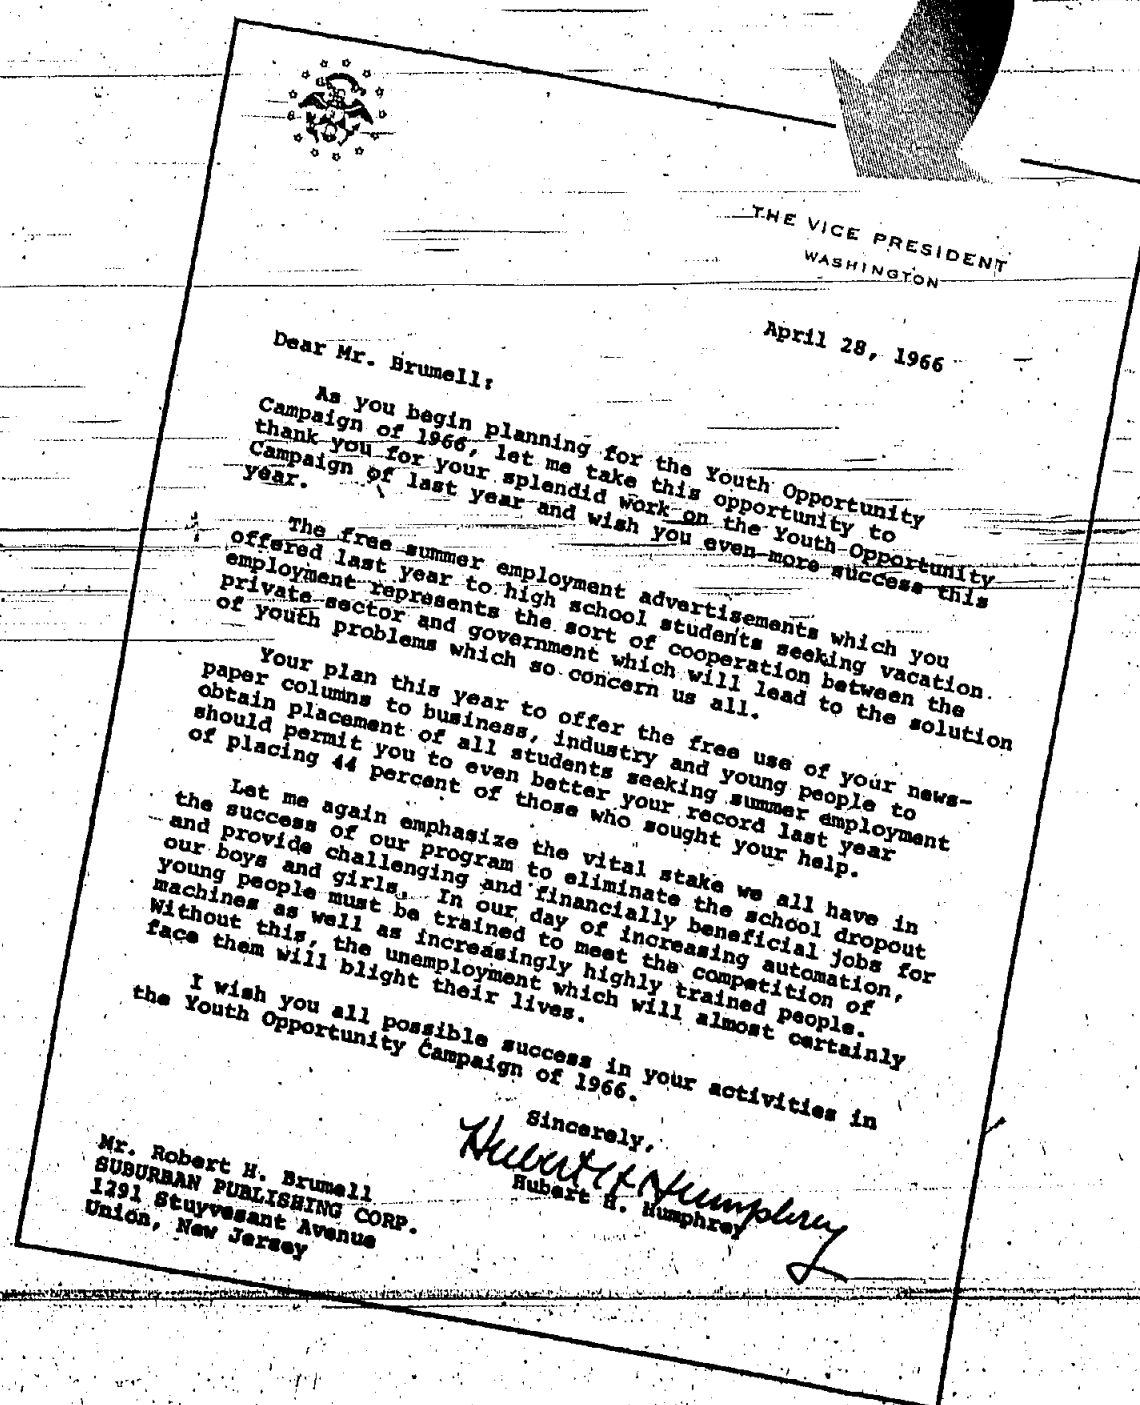 THE VICE PRESIDENT
WASHINGTON
April 28, 1966
Dear Mr. Brumell:
As you begin planning for the Youth Opportunity
Campaign of 1966, let me take this opportunity to
thank you for your splendid work on the Youth Opportunity
Campaign of last year and wish you even more success this
year.
The free summer employment advertisements which you
offered last year to high school students seeking vacation
employment represents the sort of cooperation between the
private sector and government which will lead to the solution
of youth problems which so concern us all.
Your plan this year to offer the free use of your news-
paper columns to business, industry and young people to
obtain placement of all students seeking summer employment
should permit you to even better your record last year
of placing 44 percent of those who sought your help.
Let me again emphasize the vital stake we all have in
the success of our program to eliminate the school dropout
and provide challenging and financially beneficial jobs for
our boys and girls. In our day of increasing automation,
young people must be trained to meet the competition of
machines as well as increasingly highly trained people.
Without this, the unemployment which will almost certainly
face them will blight their lives.
I wish you all possible success in your activities in
the Youth Opportunity Campaign of 1966.
Sincerely,
Hubert H Humphrey
Hubert H. Humphrey
Mr. Robert H. Brumell
SUBURBAN PUBLISHING CORP.
1291 Stuyvesant Avenue
Union, New Jersey